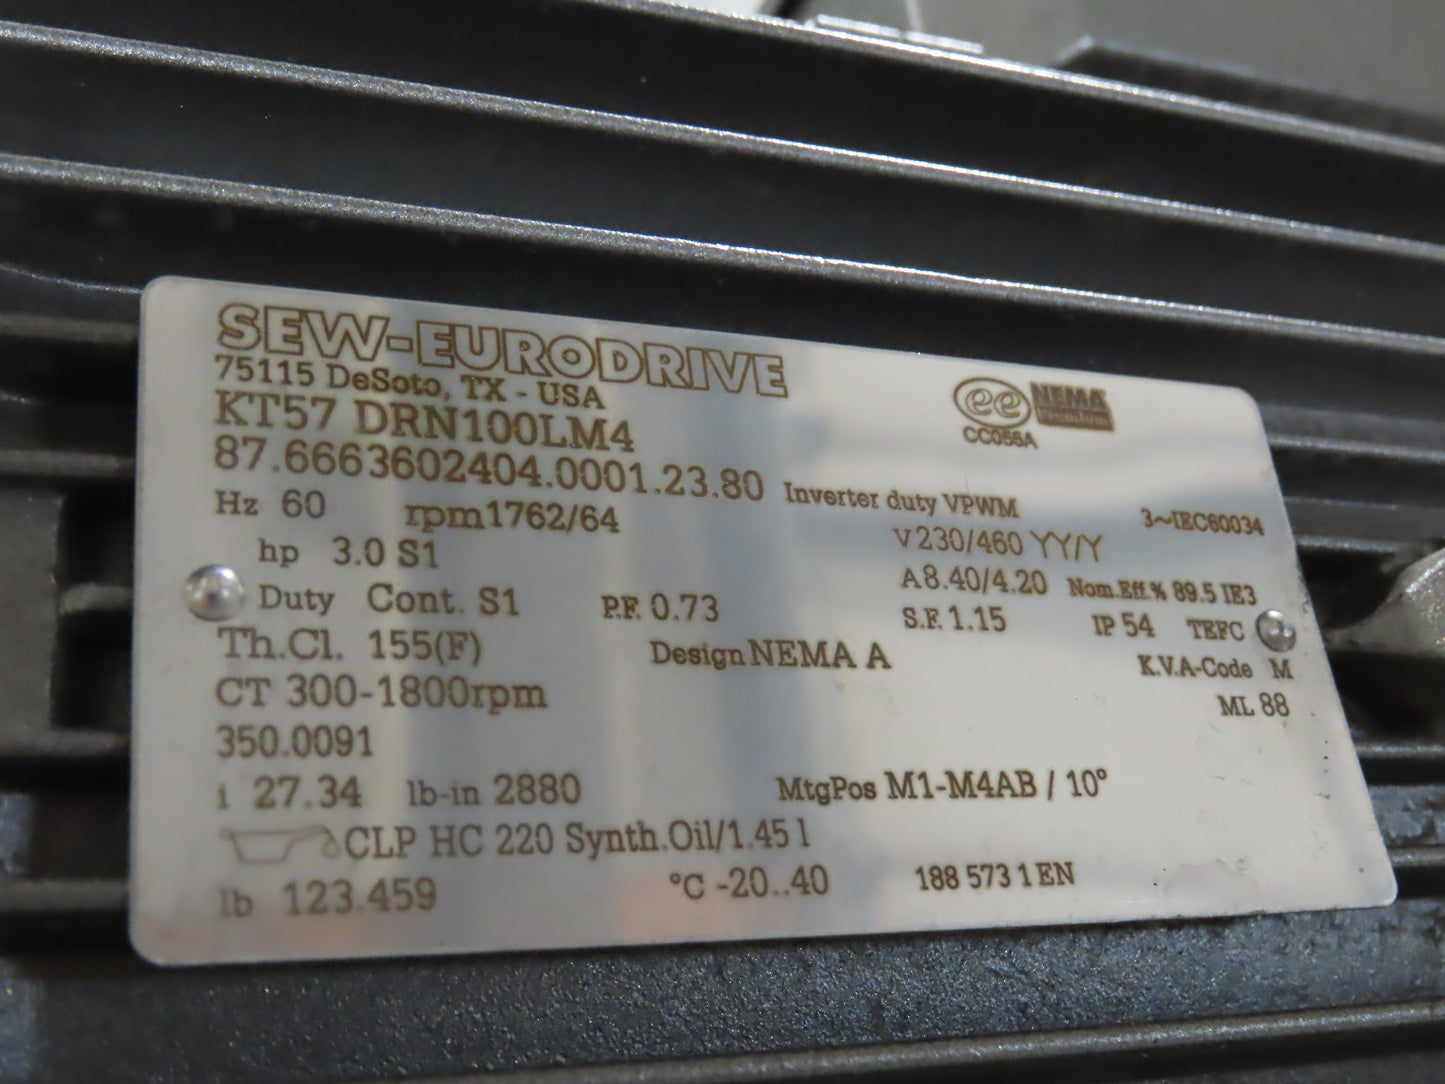 SEW-EURODRIVE
75115 DeSoto, TX - USA
KT57 DRN100LM4
CC056A
NEMA
87.6663602404.0001.23.80 Inverter duty VPWM 3~IEC60034
Hz 60 rpm1762/64 V230/460 YY/Y
hp 3.0 S1 A8.40/4.20 Nom.Eff.% 89.5 IE3
Duty Cont. S1 P.F. 0.73 S.F. 1.15 IP 54 TEFC
Th.Cl. 155(F) Design NEMA A K.V.A-Code M
CT 300-1800rpm ML 88
350.0091
i 27.34 lb-in 2880 MtgPos M1-M4AB / 10°
CLP HC 220 Synth.Oil/1.45 l
lb 123.459 °C -20..40 188 573 1 EN